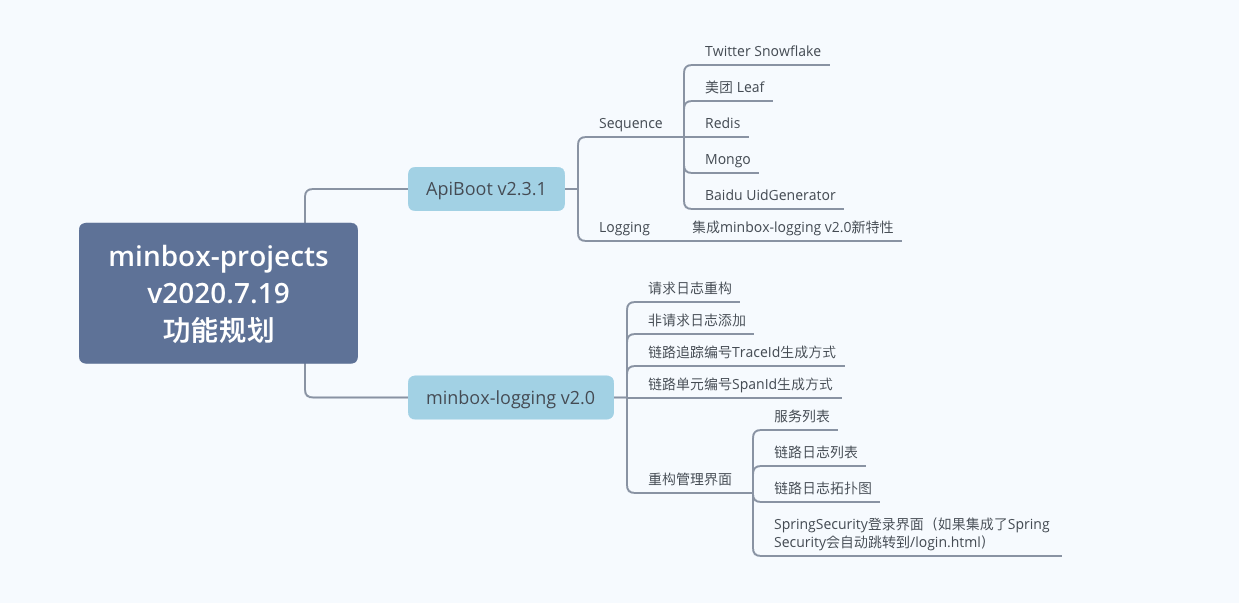 minbox-projects
v2020.7.19
功能规划
ApiBoot v2.3.1
Sequence
Twitter Snowflake
美团 Leaf
Redis
Mongo
Baidu UidGenerator
Logging
集成minbox-logging v2.0新特性
minbox-logging v2.0
请求日志重构
非请求日志添加
链路追踪编号TraceId生成方式
链路单元编号SpanId生成方式
重构管理界面
服务列表
链路日志列表
链路日志拓扑图
SpringSecurity登录界面（如果集成了Spring
Security会自动跳转到/login.html）